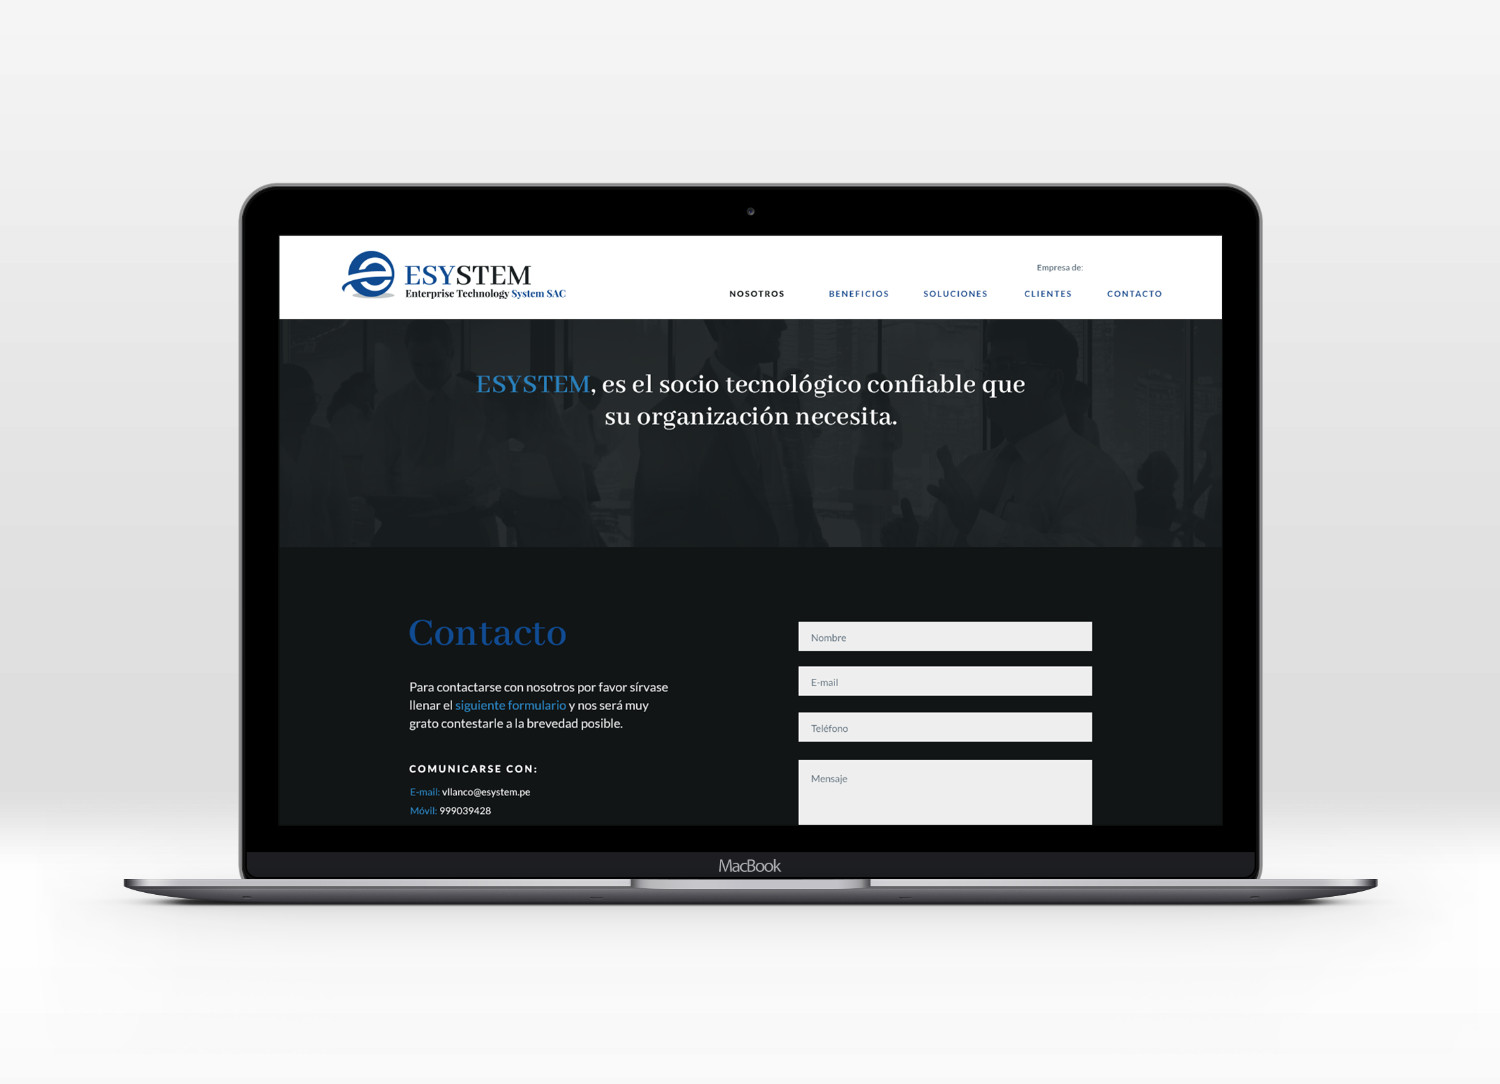 ESYSTEM
Enterprise Technology System SAC
Empresa de:
NOSOTROS BENEFICIOS SOLUCIONES CLIENTES CONTACTO
ESYSTEM, es el socio tecnológico confiable que
su organización necesita.
Contacto
Para contactarse con nosotros por favor sírvase
llenar el siguiente formulario y nos será muy
grato contestarle a la brevedad posible.
COMUNICARSE CON:
E-mail: vllanco@esystem.pe
Móvil: 999039428
Nombre
E-mail
Teléfono
Mensaje
MacBook